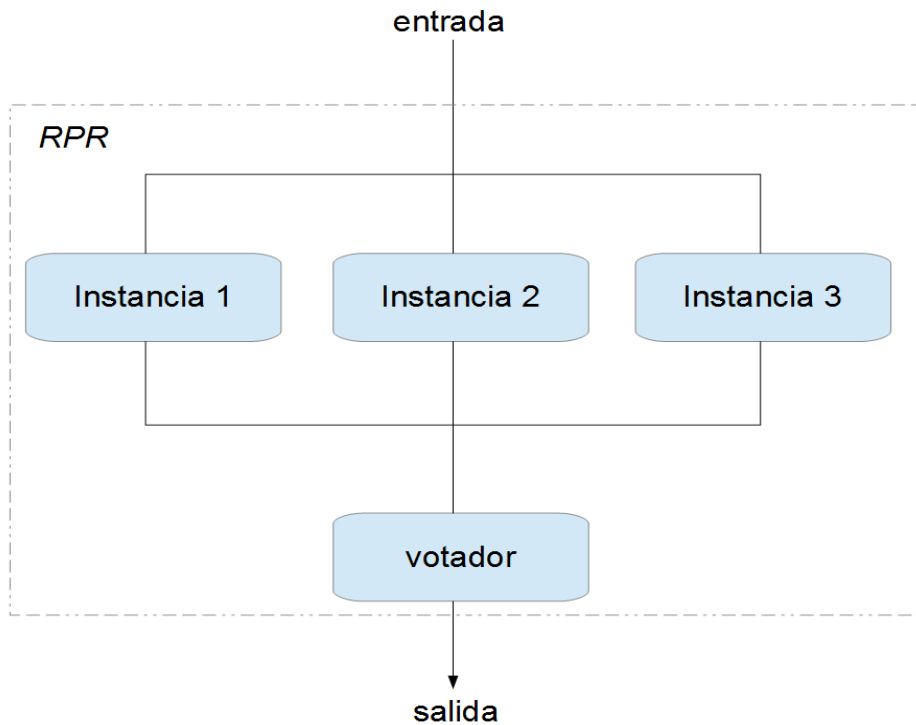 entrada
RPR
Instancia 1
Instancia 2
Instancia 3
votador
salida